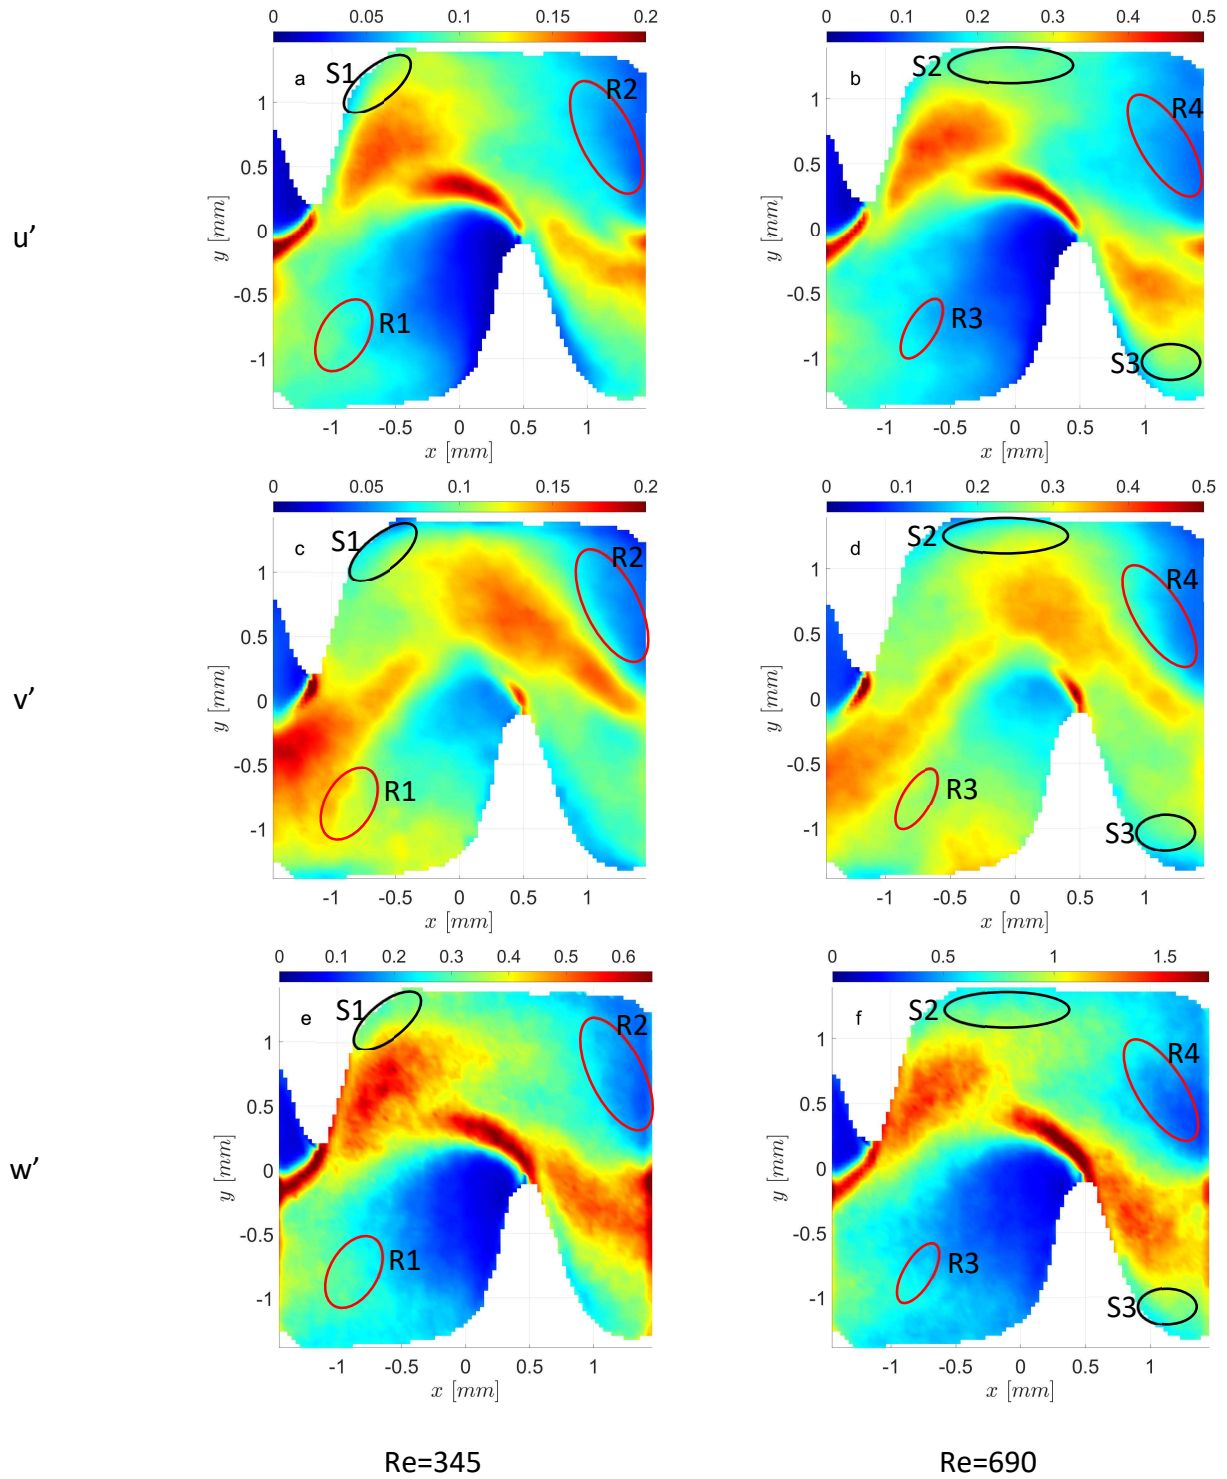 0 0.05 0.1 0.15 0.2
0 0.1 0.2 0.3 0.4 0.5
a
S1
R2
R1
b
S2
R4
R3
S3
1
0.5
0
-0.5
-1
y [mm]
1
0.5
0
-0.5
-1
y [mm]
u’
-1 -0.5 0 0.5 1
x [mm]
-1 -0.5 0 0.5 1
x [mm]
0 0.05 0.1 0.15 0.2
0 0.1 0.2 0.3 0.4 0.5
c
S1
R2
R1
d
S2
R4
R3
S3
1
0.5
0
-0.5
-1
y [mm]
1
0.5
0
-0.5
-1
y [mm]
v’
-1 -0.5 0 0.5 1
x [mm]
-1 -0.5 0 0.5 1
x [mm]
0 0.1 0.2 0.3 0.4 0.5 0.6
0 0.5 1 1.5
e
S1
R2
R1
f
S2
R4
R3
S3
1
0.5
0
-0.5
-1
y [mm]
1
0.5
0
-0.5
-1
y [mm]
w’
-1 -0.5 0 0.5 1
x [mm]
-1 -0.5 0 0.5 1
x [mm]
Re=345
Re=690